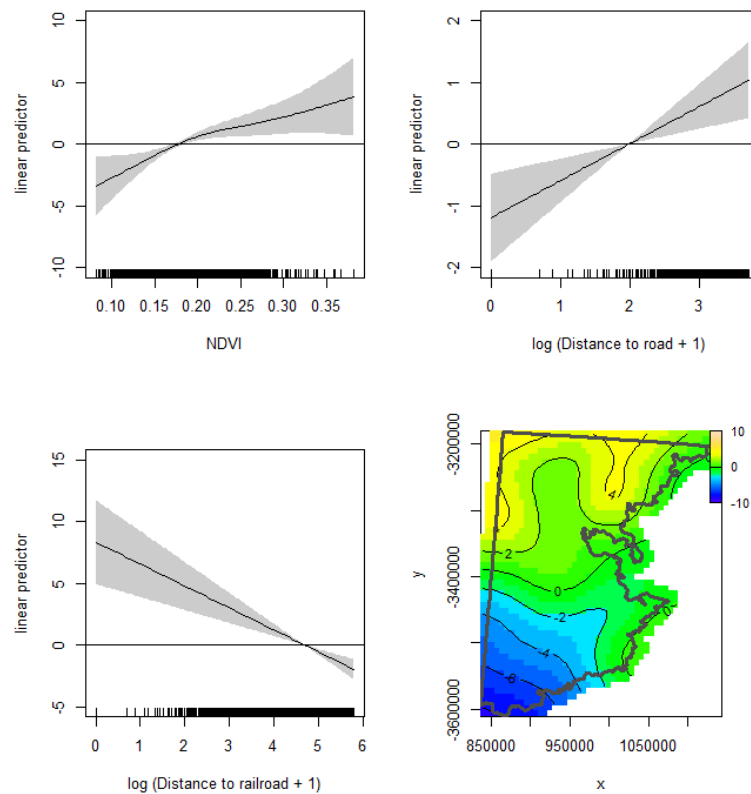 10
5
0
-5
-10
linear predictor
0.10 0.15 0.20 0.25 0.30 0.35
NDVI
2
1
0
-1
-2
linear predictor
0 1 2 3
log (Distance to road + 1)
15
10
5
0
-5
linear predictor
0 1 2 3 4 5 6
log (Distance to railroad + 1)
-3200000
-3400000
-3600000
y
10
0
-10
4
2
0
-2
-4
0
850000 950000 1050000
x